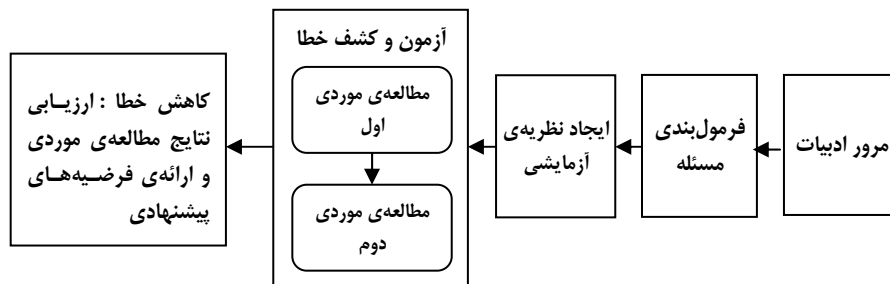 مرور ادبیات
فرمول‌بندی
مسئله
ایجاد نظریه‌ی
آزمایشی
آزمون و کشف خطا
مطالعه‌ی موردی
اول
مطالعه‌ی موردی
دوم
کاهش خطا : ارزیابی
نتایج مطالعه‌ی موردی
و ارائه‌ی فرضیه‌های
پیشنهادی